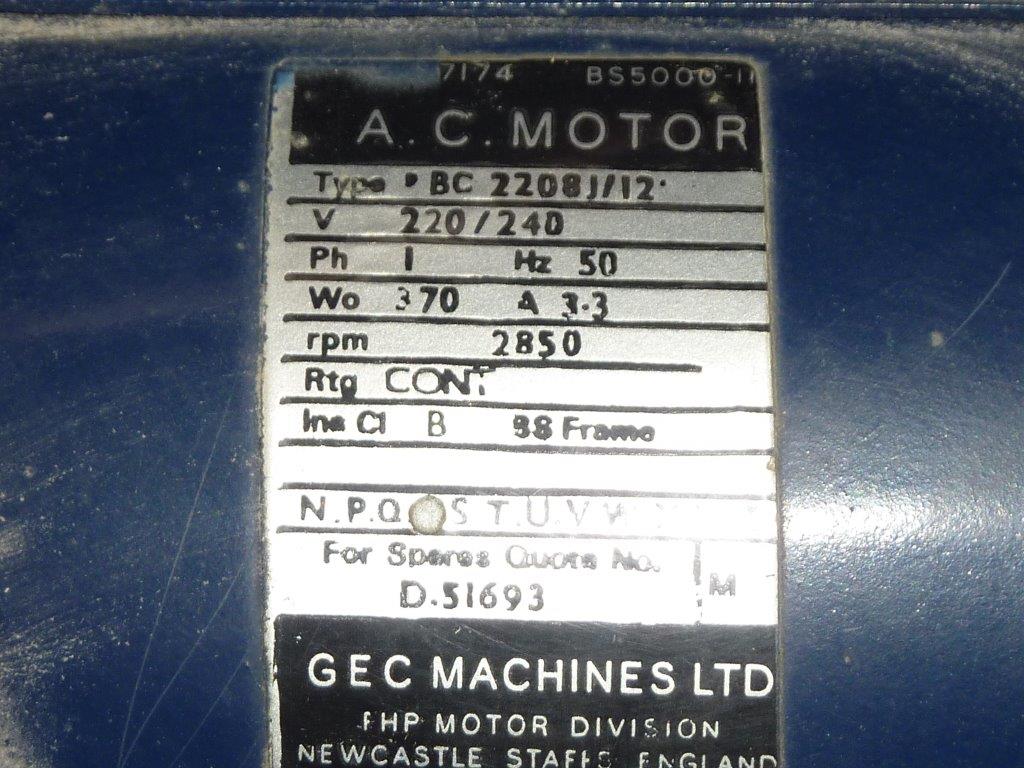 7174 BS5000-11
A.C. MOTOR
Type BC 2208J/12
V 220/240
Ph 1 Hz 50
Wo 370 A 3.3
rpm 2850
Rtg CONT
Ins Cl B Frame
N.P.Q S T.U.V W
For Spares Quote No. M
D.51693
GEC MACHINES LTD
FHP MOTOR DIVISION
NEWCASTLE STAFFS ENGLAND